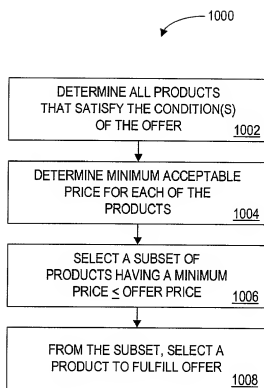 1000
DETERMINE ALL PRODUCTS
THAT SATISFY THE CONDITION(S)
OF THE OFFER
1002
DETERMINE MINIMUM ACCEPTABLE
PRICE FOR EACH OF THE
PRODUCTS
1004
SELECT A SUBSET OF
PRODUCTS HAVING A MINIMUM
PRICE ≤ OFFER PRICE
1006
FROM THE SUBSET, SELECT A
PRODUCT TO FULFILL OFFER
1008